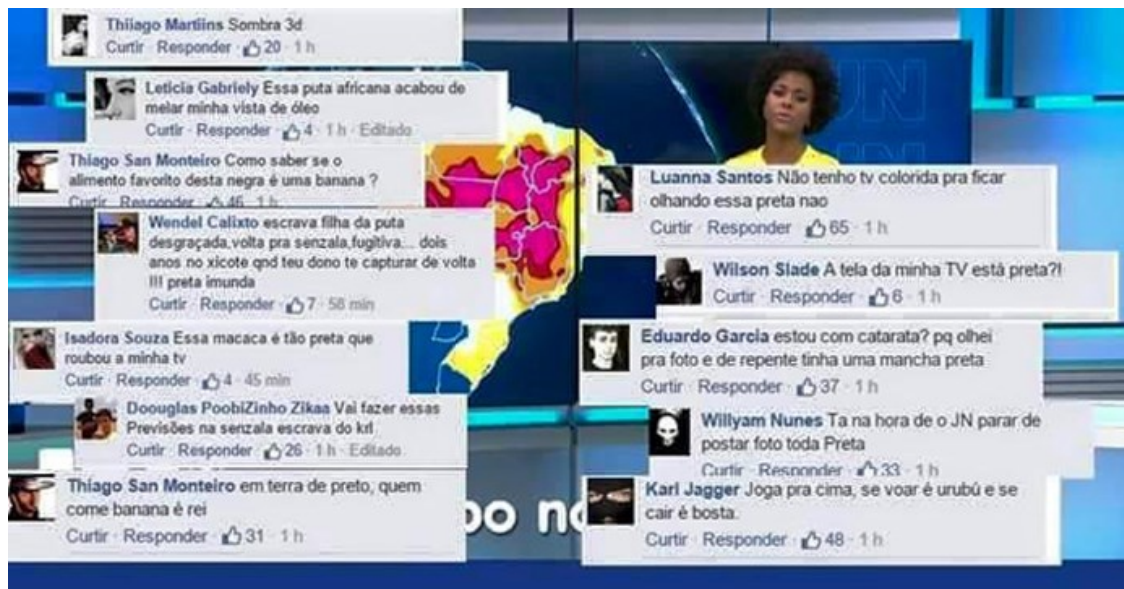 Thiiago Martiins Sombra 3d
Curtir · Responder · 20 · 1 h
Leticia Gabriely Essa puta africana acabou de
melar minha vista de óleo
Curtir · Responder · 4 · 1 h · Editado
Thiago San Monteiro Como saber se o
alimento favorito desta negra é uma banana ?
Curtir · Responder · 46 · 1 h
Wendel Calixto escrava filha da puta
desgraçada,volta pra senzala,fugitiva... dois
anos no xicote qnd teu dono te capturar de volta
!!! preta imunda
Curtir · Responder · 7 · 58 min
Isadora Souza Essa macaca é tão preta que
roubou a minha tv
Curtir · Responder · 4 · 45 min
Doouglas PoobiZinho Zikaa Vai fazer essas
Previsões na senzala escrava do krl
Curtir · Responder · 26 · 1 h · Editado
Thiago San Monteiro em terra de preto, quem
come banana é rei
Curtir · Responder · 31 · 1 h
JN
Luanna Santos Não tenho tv colorida pra ficar
olhando essa preta nao
Curtir · Responder · 65 · 1 h
Wilson Slade A tela da minha TV está preta?!
Curtir · Responder · 6 · 1 h
Eduardo Garcia estou com catarata? pq olhei
pra foto e de repente tinha uma mancha preta
Curtir · Responder · 37 · 1 h
Willyam Nunes Ta na hora de o JN parar de
postar foto toda Preta
Curtir · Responder · 33 · 1 h
Karl Jagger Joga pra cima, se voar é urubú e se
cair é bosta.
Curtir · Responder · 48 · 1 h